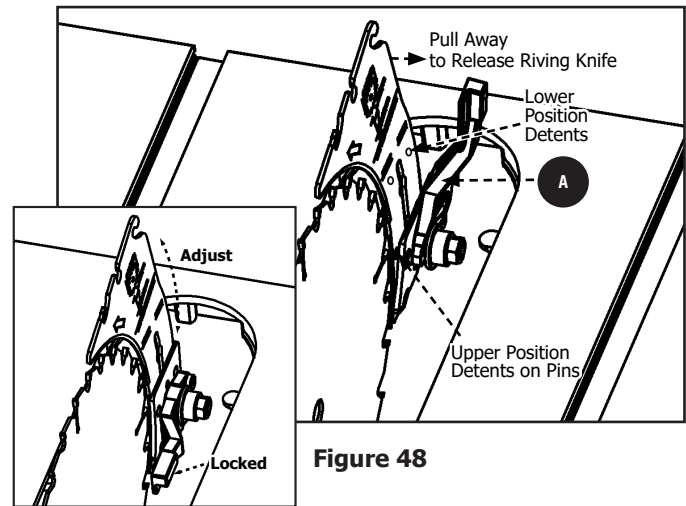 Pull Away
to Release Riving Knife
Lower
Position
Detents
A
Adjust
Upper Position
Detents on Pins
Locked
Figure 48